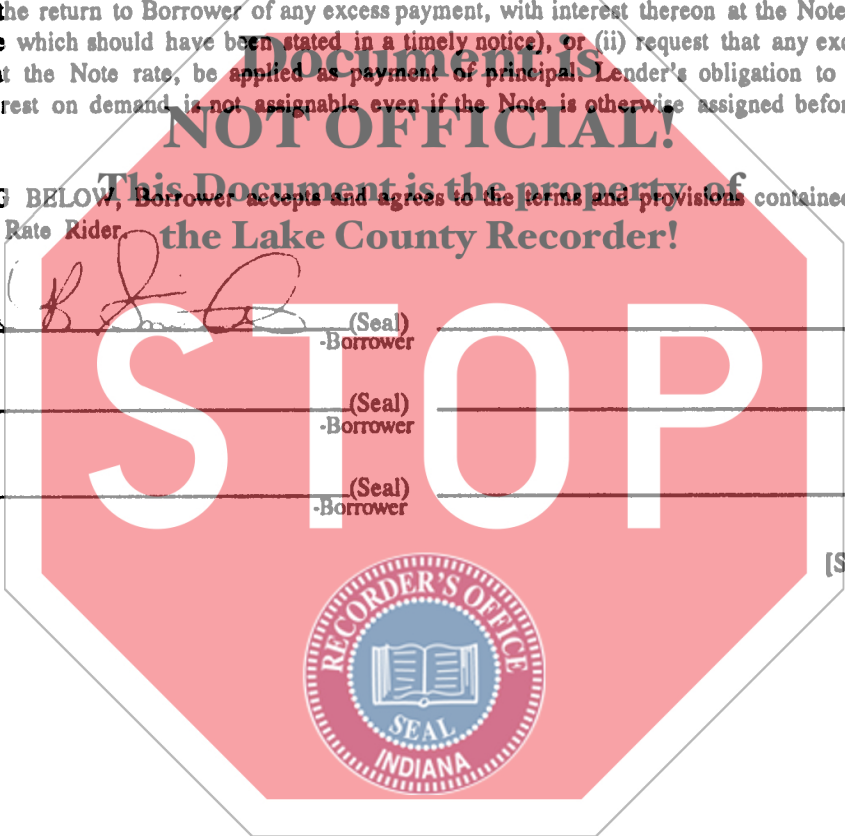 the return to Borrower of any excess payment, with interest thereon at the Note
which should have been stated in a timely notice), or (ii) request that any
the Note rate, be applied as payment of principal. Lender's obligation to
on demand is not assignable even if the Note is otherwise assigned
Document is
NOT OFFICIAL!
This Document is the property of
the Lake County Recorder!
BELOW, Borrower accepts and agrees to the terms and provisions contained
Rate Rider.
(Seal)
-Borrower
(Seal)
-Borrower
(Seal)
-Borrower
STOP
RECORDER'S OFFICE
SEAL
INDIANA